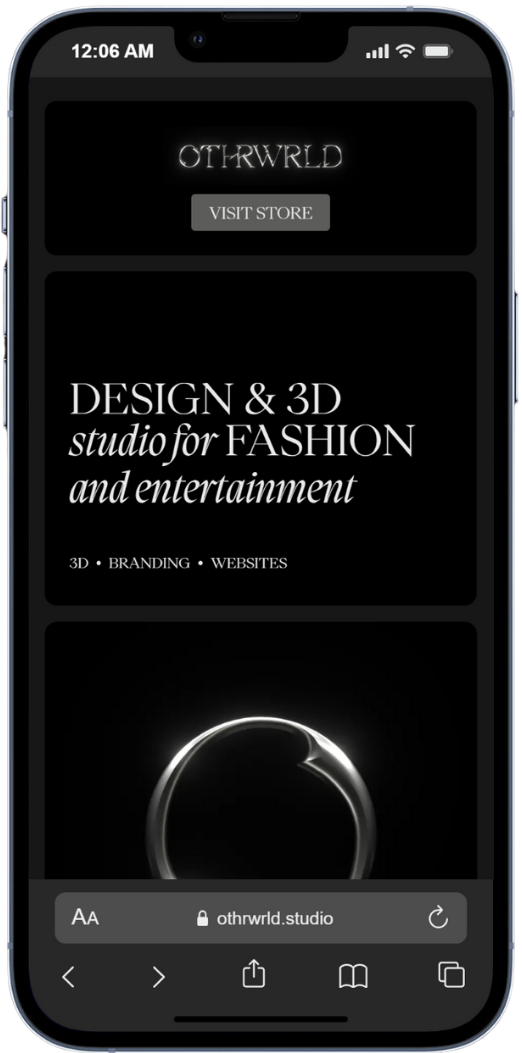 12:06 AM
OTHRWRLD
VISIT STORE
DESIGN & 3D
studio for FASHION
and entertainment
3D • BRANDING • WEBSITES
AA
othrwrld.studio